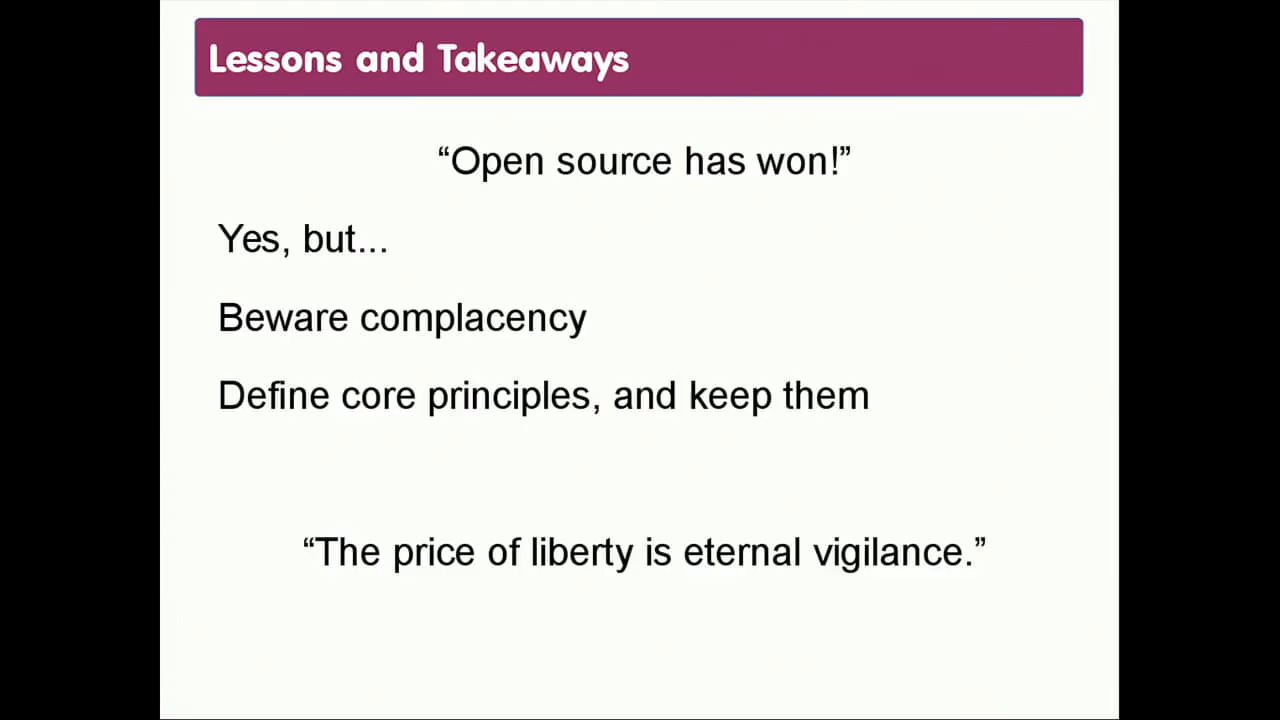 Lessons and Takeaways
“Open source has won!”
Yes, but...
Beware complacency
Define core principles, and keep them
“The price of liberty is eternal vigilance.”